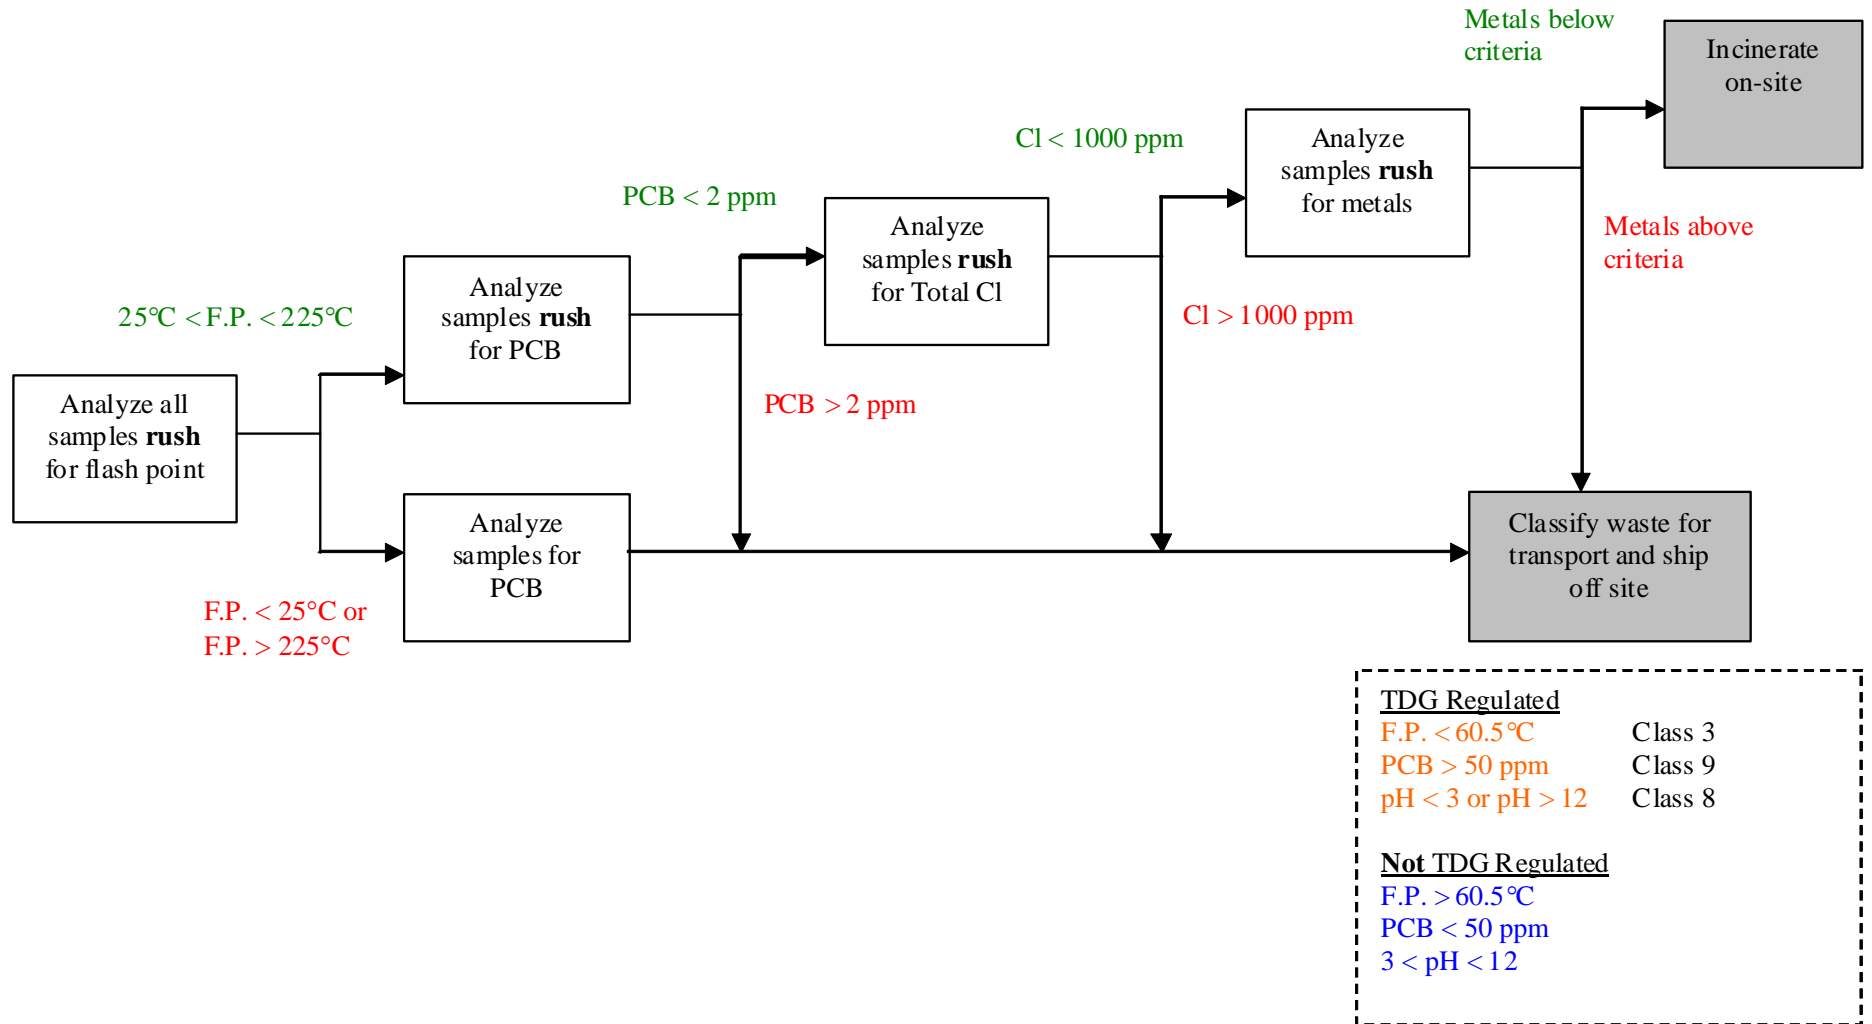 Metals below
criteria
Incinerate
on-site
Cl < 1000 ppm
Analyze
samples rush
for metals
PCB < 2 ppm
Analyze
samples rush
for Total Cl
Metals above
criteria
25°C < F.P. < 225°C
Analyze
samples rush
for PCB
Cl > 1000 ppm
PCB > 2 ppm
Analyze all
samples rush
for flash point
Analyze
samples for
PCB
Classify waste for
transport and ship
off site
F.P. < 25°C or
F.P. > 225°C
TDG Regulated
F.P. < 60.5°C Class 3
PCB > 50 ppm Class 9
pH < 3 or pH > 12 Class 8
Not TDG Regulated
F.P. > 60.5°C
PCB < 50 ppm
3 < pH < 12